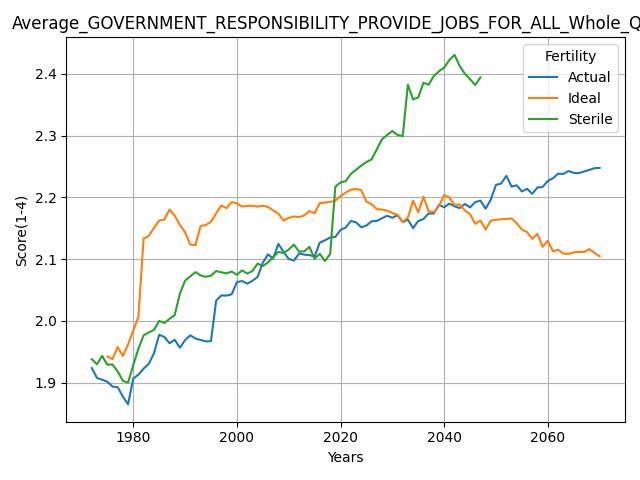 Average_GOVERNMENT_RESPONSIBILITY_PROVIDE_JOBS_FOR_ALL_Whole_Q
Fertility
Actual
Ideal
Sterile
Score(1-4)
2.4
2.3
2.2
2.1
2.0
1.9
1980 2000 2020 2040 2060
Years